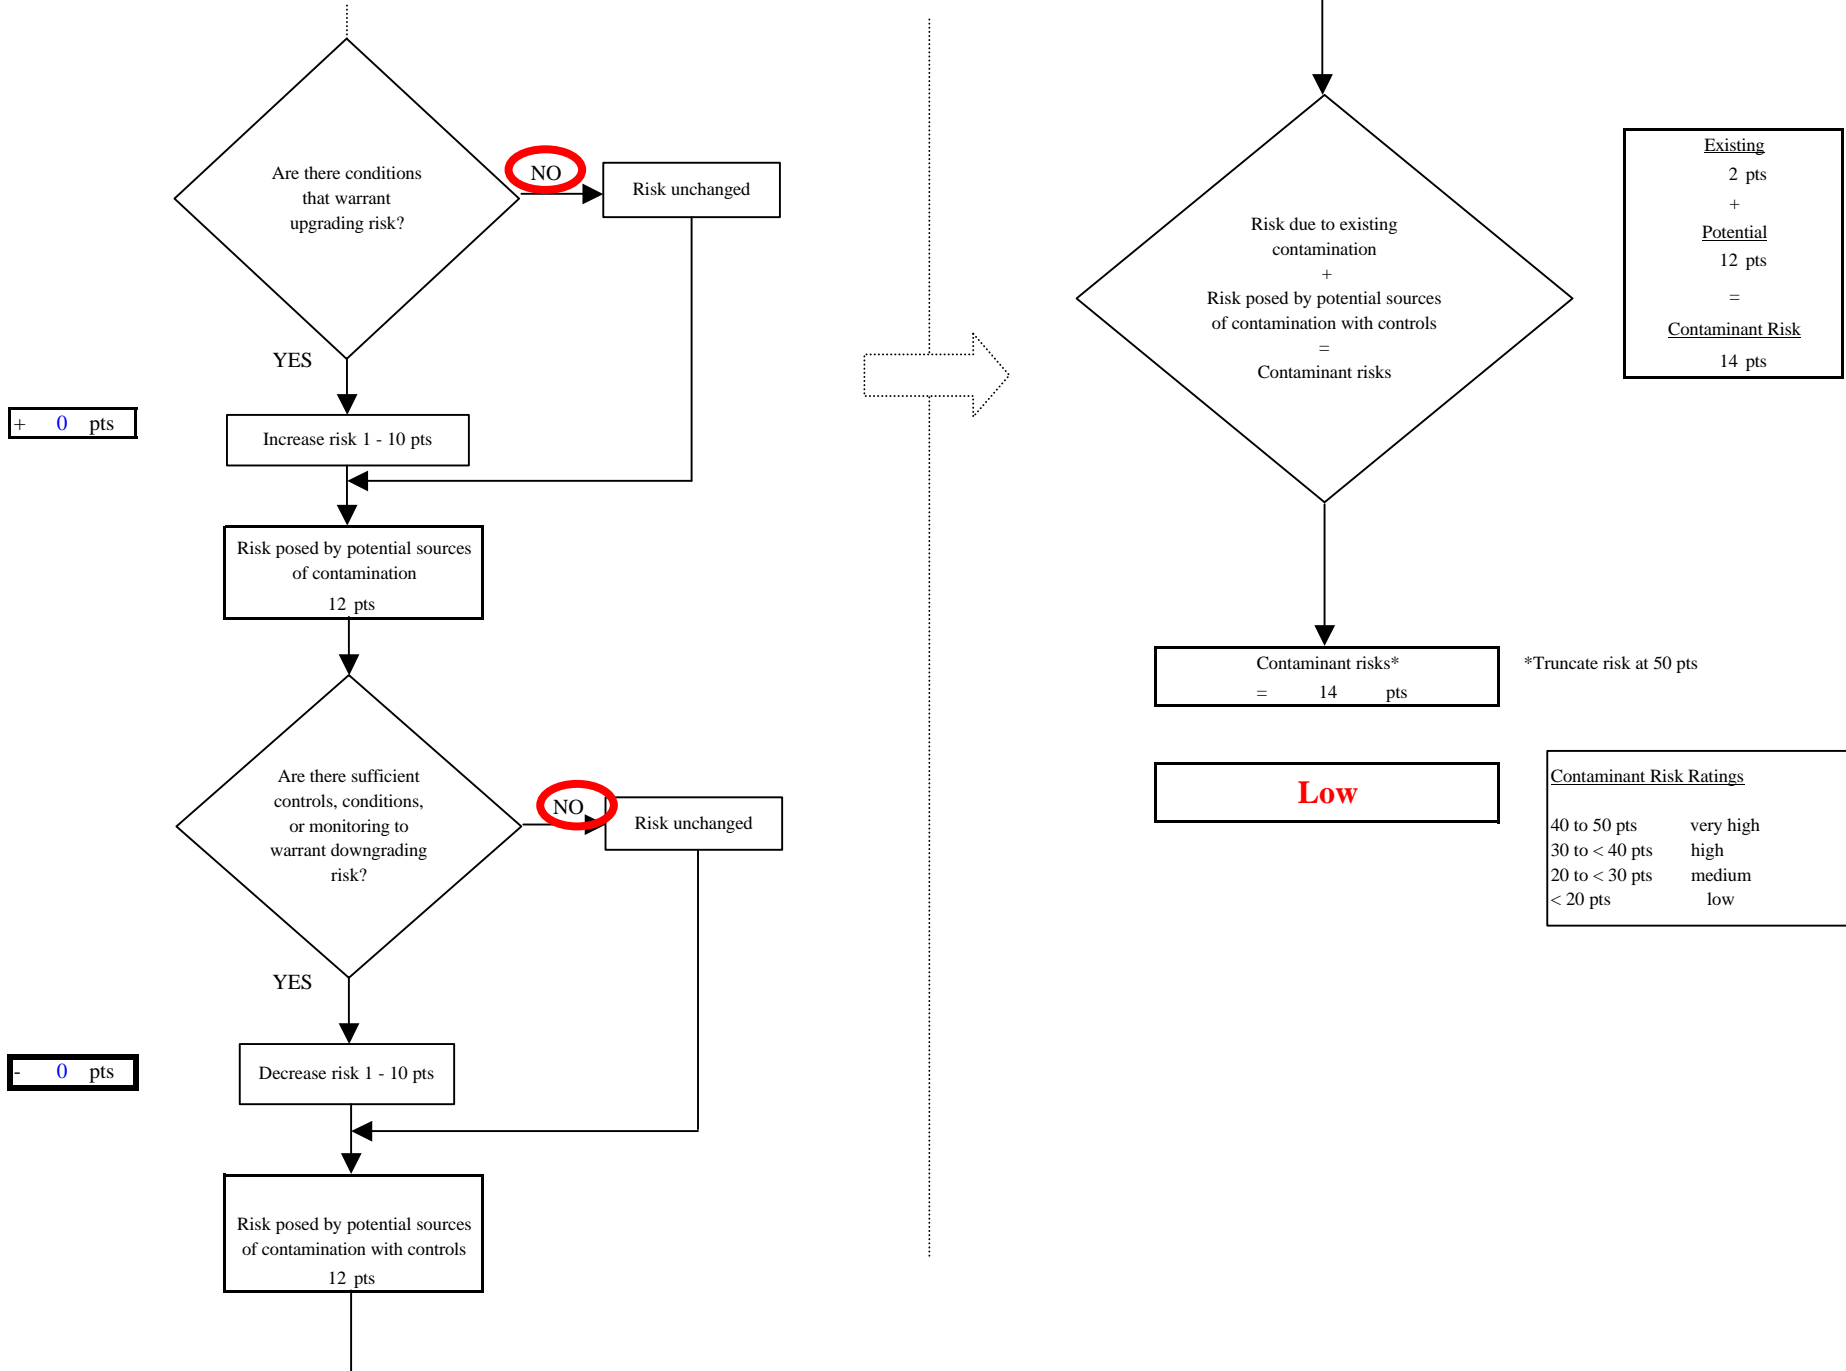 Are there conditions
that warrant
upgrading risk?
NO
Risk unchanged
YES
+ 0 pts
Increase risk 1 - 10 pts
Risk posed by potential sources
of contamination
12 pts
Are there sufficient
controls, conditions,
or monitoring to
warrant downgrading
risk?
NO
Risk unchanged
YES
- 0 pts
Decrease risk 1 - 10 pts
Risk posed by potential sources
of contamination with controls
12 pts
Risk due to existing
contamination
+
Risk posed by potential sources
of contamination with controls
=
Contaminant risks
Existing
2 pts
+
Potential
12 pts
=
Contaminant Risk
14 pts
Contaminant risks*
= 14 pts
*Truncate risk at 50 pts
Low
Contaminant Risk Ratings
40 to 50 pts very high
30 to < 40 pts high
20 to < 30 pts medium
< 20 pts low